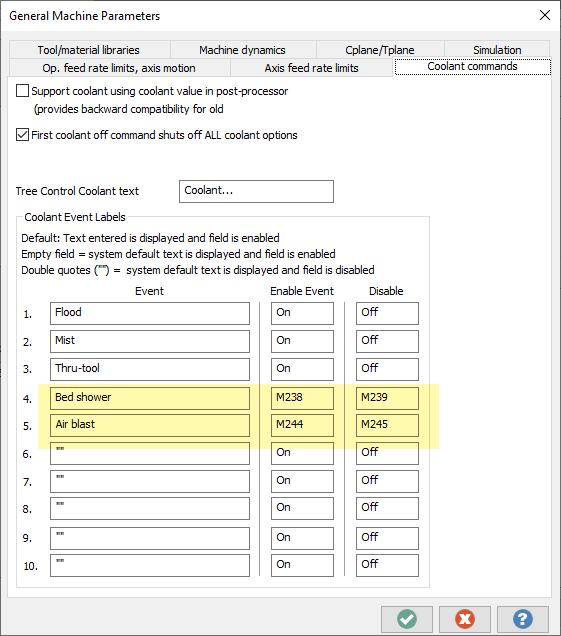 General Machine Parameters
Tool/material libraries Machine dynamics Cplane/Tplane Simulation
Op. feed rate limits, axis motion Axis feed rate limits Coolant commands
Support coolant using coolant value in post-processor
(provides backward compatibility for old
First coolant off command shuts off ALL coolant options
Tree Control Coolant text Coolant...
Coolant Event Labels
Default: Text entered is displayed and field is enabled
Empty field = system default text is displayed and field is enabled
Double quotes ("") = system default text is displayed and field is disabled
Event Enable Event Disable
1. Flood On Off
2. Mist On Off
3. Thru-tool On Off
4. Bed shower M238 M239
5. Air blast M244 M245
6. "" On Off
7. "" On Off
8. "" On Off
9. "" On Off
10. "" On Off
?